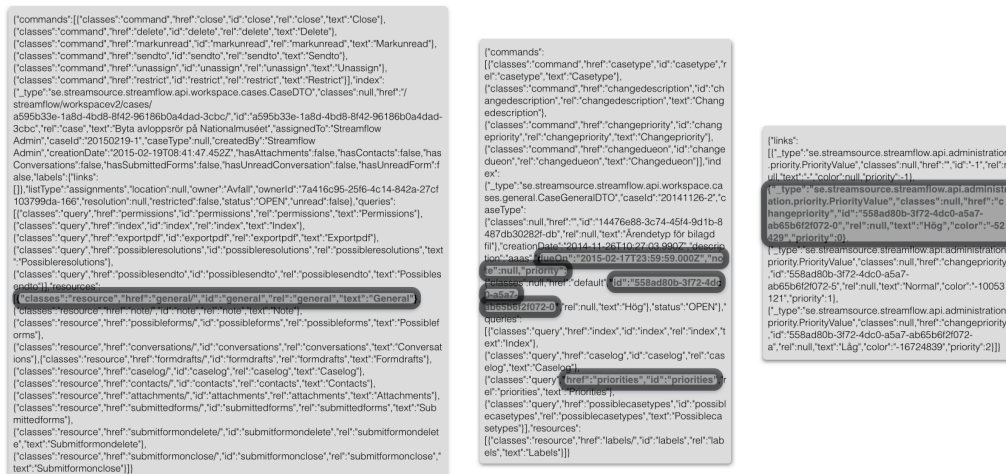 {"commands":[{"classes":"command","href":"close","id":"close","rel":"close","text":"Close"},
{"classes":"command","href":"delete","id":"delete","rel":"delete","text":"Delete"},
{"classes":"command","href":"markunread","id":"markunread","rel":"markunread","text":"Markunread"},
{"classes":"command","href":"sendto","id":"sendto","rel":"sendto","text":"Sendto"},
{"classes":"command","href":"unassign","id":"unassign","rel":"unassign","text":"Unassign"},
{"classes":"command","href":"restrict","id":"restrict","rel":"restrict","text":"Restrict"}],"index":
{"_type":"se.streamsource.streamflow.api.workspace.cases.CaseDTO","classes":null,"href":"/
streamflow/workspacev2/cases/
a595b33e-1a8d-4bd8-8f42-96186b0a4dad-3cbc/","id":"a595b33e-1a8d-4bd8-8f42-96186b0a4dad-
3cbc","rel":"case","text":"Byta avloppsrör på Nationalmuséet","assignedTo":"Streamflow
Admin","caseId":"20150219-1","caseType":null,"createdBy":"Streamflow
Admin","creationDate":"2015-02-19T08:41:47.452Z","hasAttachments":false,"hasContacts":false,"has
Conversations":false,"hasSubmittedForms":false,"hasUnreadConversation":false,"hasUnreadForm":f
alse,"labels":{"links":
[]},"listType":"assignments","location":null,"owner":"Avfall","ownerId":"7a416c95-25f6-4c14-842a-27cf
103799da-166","resolution":null,"restricted":false,"status":"OPEN","unread":false},"queries":
[{"classes":"query","href":"permissions","id":"permissions","rel":"permissions","text":"Permissions"},
{"classes":"query","href":"index","id":"index","rel":"index","text":"Index"},
{"classes":"query","href":"exportpdf","id":"exportpdf","rel":"exportpdf","text":"Exportpdf"},
{"classes":"query","href":"possibleresolutions","id":"possibleresolutions","rel":"possibleresolutions","text
":"Possibleresolutions"},
{"classes":"query","href":"possiblesendto","id":"possiblesendto","rel":"possiblesendto","text":"Possibles
endto"}],"resources":
[{"classes":"resource","href":"general/","id":"general","rel":"general","text":"General"},
{"classes":"resource","href":"note/","id":"note","rel":"note","text":"Note"},
{"classes":"resource","href":"possibleforms/","id":"possibleforms","rel":"possibleforms","text":"Possiblef
orms"},
{"classes":"resource","href":"conversations/","id":"conversations","rel":"conversations","text":"Conversat
ions"},{"classes":"resource","href":"formdrafts/","id":"formdrafts","rel":"formdrafts","text":"Formdrafts"},
{"classes":"resource","href":"caselog/","id":"caselog","rel":"caselog","text":"Caselog"},
{"classes":"resource","href":"contacts/","id":"contacts","rel":"contacts","text":"Contacts"},
{"classes":"resource","href":"attachments/","id":"attachments","rel":"attachments","text":"Attachments"},
{"classes":"resource","href":"submittedforms/","id":"submittedforms","rel":"submittedforms","text":"Sub
mittedforms"},
{"classes":"resource","href":"submitformdelete/","id":"submitformdelete","rel":"submitformdelet
e","text":"Submitformdelete"},
{"classes":"resource","href":"submitformonclose/","id":"submitformonclose","rel":"submitformonclose","
text":"Submitformonclose"}]}
{"commands":
[{"classes":"command","href":"casetype","id":"casetype","r
el":"casetype","text":"Casetype"},
{"classes":"command","href":"changedescription","id":"ch
angedescription","rel":"changedescription","text":"Chang
edescription"},
{"classes":"command","href":"changepriority","id":"chang
epriority","rel":"changepriority","text":"Changepriority"},
{"classes":"command","href":"changedueon","id":"change
dueon","rel":"changedueon","text":"Changedueon"}],"ind
ex":
{"_type":"se.streamsource.streamflow.api.workspace.ca
ses.general.CaseGeneralDTO","caseId":"20141126-2","c
aseType":
{"classes":null,"href":"","id":"14476e88-3c74-45f4-9d1b-8
487db30282f-db","rel":null,"text":"Ärendetyp för bilagd
fil"},"creationDate":"2014-11-26T10:27:03.990Z","descrip
tion":"aaas","dueOn":"2015-02-17T23:59:59.000Z","no
te":null,"priority":
"href":"default","id":"558ad80b-3f72-4dc
0-a5a7-
ab65b6f2f072-0","rel":null,"text":"Hög"},"status":"OPEN"},"
queries":
[{"classes":"query","href":"index","id":"index","rel":"index","t
ext":"Index"},
{"classes":"query","href":"caselog","id":"caselog","rel":"cas
elog","text":"Caselog"},
{"classes":"query","href":"priorities","id":"priorities","r
el":"priorities","text":"Priorities"},
{"classes":"query","href":"possiblecasetypes","id":"possibl
ecasetypes","rel":"possiblecasetypes","text":"Possibleca
setypes"}],"resources":
[{"classes":"resource","href":"labels/","id":"labels","rel":"lab
els","text":"Labels"}]}
{"links":
[{"_type":"se.streamsource.streamflow.api.administration
.priority.PriorityValue","classes":null,"href":"","id":"-1","rel":n
ull,"text":"-","color":null,"priority":-1},
{"_type":"se.streamsource.streamflow.api.administr
ation.priority.PriorityValue","classes":null,"href":"c
hangepriority","id":"558ad80b-3f72-4dc0-a5a7-
ab65b6f2f072-0","rel":null,"text":"Hög","color":"-52
429","priority":0},
{"_type":"se.streamsource.streamflow.api.administration.
priority.PriorityValue","classes":null,"href":"changepriority"
,"id":"558ad80b-3f72-4dc0-a5a7-
ab65b6f2f072-5","rel":null,"text":"Normal","color":"-10053
121","priority":1},
{"_type":"se.streamsource.streamflow.api.administration.
priority.PriorityValue","classes":null,"href":"changepriority"
,"id":"558ad80b-3f72-4dc0-a5a7-ab65b6f2f072-
a","rel":null,"text":"Låg","color":"-16724839","priority":2}]}